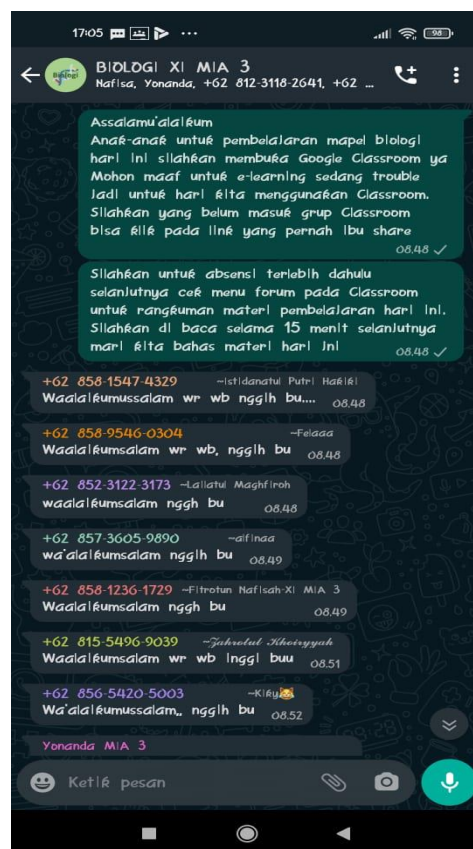 17:05 ... 98
BIOLOGI XI MIA 3
Nafisa, Yonanda, +62 812-3118-2641, +62 ...
Biologi
Assalamu'alaikum
Anak-anak untuk pembelajaran mapel biologi
hari ini silahkan membuka Google Classroom ya
Mohon maaf untuk e-learning sedang trouble
Jadi untuk hari kita menggunakan Classroom.
Silahkan yang belum masuk grup Classroom
bisa klik pada link yang pernah ibu share
08.48
Silahkan untuk absensi terlebih dahulu
selanjutnya cek menu forum pada Classroom
untuk rangkuman materi pembelajaran hari ini.
Silahkan di baca selama 15 menit selanjutnya
mari kita bahas materi hari Ini
08.48
+62 858-1547-4329 ~Istidanatul Putri Hakiki
Waalaikumussalam wr wb nggih bu.... 08.48
+62 858-9546-0304 ~Felaaa
Waalaikumsalam wr wb, nggih bu 08.48
+62 852-3122-3173 ~Lailatul Maghfiroh
waalaikumsalam nggh bu 08.48
+62 857-3605-9890 ~alfinaa
wa'alaikumsalam nggih bu 08.49
+62 858-1236-1729 ~Fitrotun Nafisah-XI MIA 3
Waalaikumsalam nggh bu 08.49
+62 815-5496-9039 ~Zahrotul Khoiryyah
Waalaikumsalam wr wb Inggi buu 08.51
+62 856-5420-5003 ~Kiky🐱
Wa'alaikumussalam,, nggih bu 08.52
Yonanda MIA 3
Ketik pesan